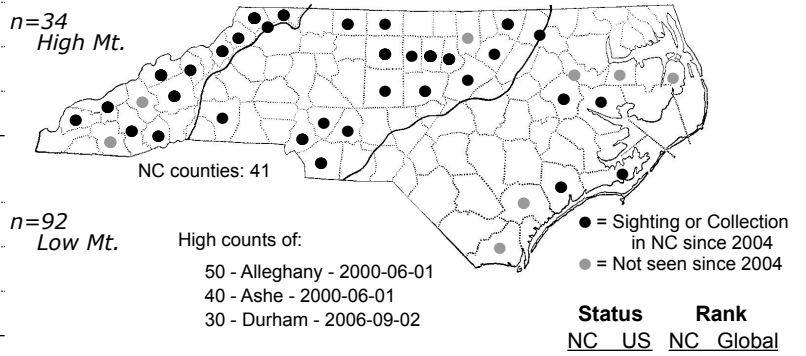 n=34
High Mt.
NC counties: 41
n=92
Low Mt.
High counts of:
50 - Alleghany - 2000-06-01
40 - Ashe - 2000-06-01
30 - Durham - 2006-09-02
= Sighting or Collection
in NC since 2004
= Not seen since 2004
Status Rank
NC US NC Global